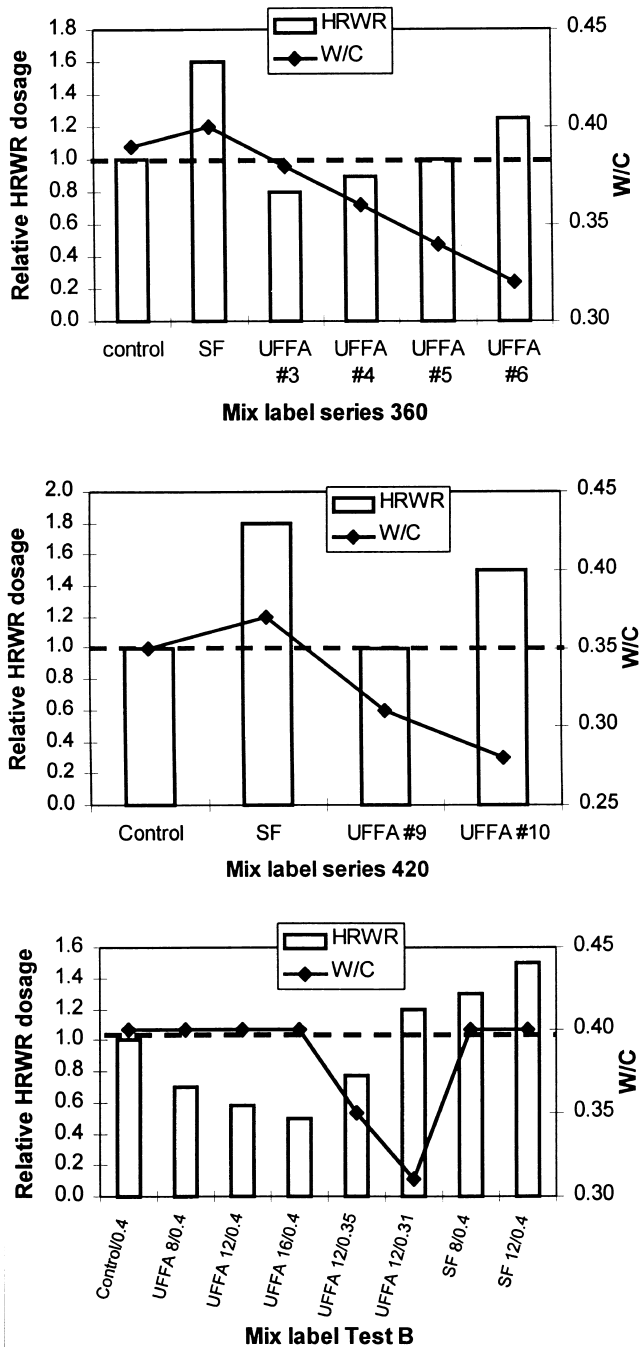 HRWR
W/C
1.8
1.6
1.4
1.2
1.0
0.8
0.6
0.4
0.2
0.0
Relative HRWR dosage
0.45
0.40
0.35
0.30
W/C
control SF UFFA #3 UFFA #4 UFFA #5 UFFA #6
Mix label series 360
HRWR
W/C
2.0
1.8
1.6
1.4
1.2
1.0
0.8
0.6
0.4
0.2
0.0
Relative HRWR dosage
0.45
0.40
0.35
0.30
0.25
W/C
Control SF UFFA #9 UFFA #10
Mix label series 420
HRWR
W/C
1.6
1.4
1.2
1.0
0.8
0.6
0.4
0.2
0.0
Relative HRWR dosage
0.45
0.40
0.35
0.30
W/C
Control/0.4
UFFA 8/0.4
UFFA 12/0.4
UFFA 16/0.4
UFFA 12/0.35
UFFA 12/0.31
SF 8/0.4
SF 12/0.4
Mix label Test B